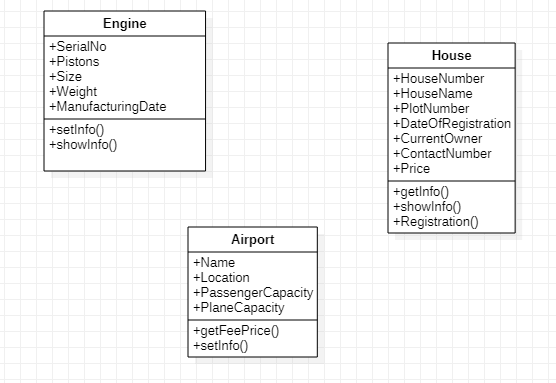 Engine
+SerialNo
+Pistons
+Size
+Weight
+ManufacturingDate
+setInfo()
+showInfo()
House
+HouseNumber
+HouseName
+PlotNumber
+DateOfRegistration
+CurrentOwner
+ContactNumber
+Price
+getInfo()
+showInfo()
+Registration()
Airport
+Name
+Location
+PassengerCapacity
+PlaneCapacity
+getFeePrice()
+setInfo()